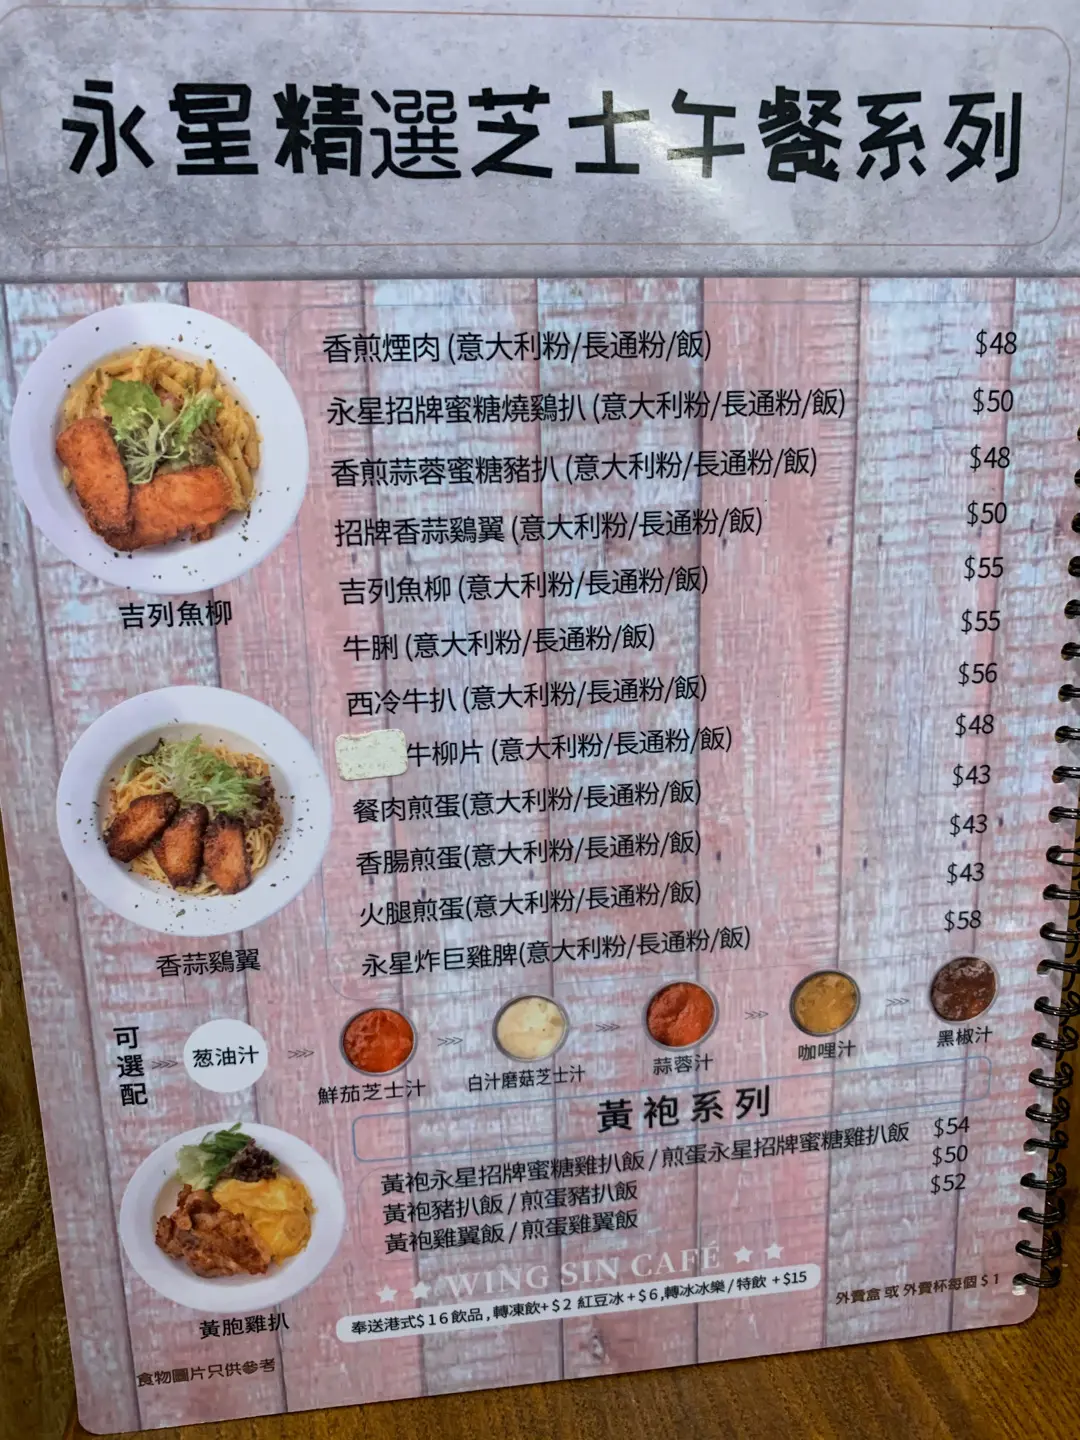 永星精選芝士午餐系列
香煎煙肉 (意大利粉/長通粉/飯) $48
永星招牌蜜糖燒鷄扒 (意大利粉/長通粉/飯) $50
香煎蒜蓉蜜糖豬扒 (意大利粉/長通粉/飯) $48
招牌香蒜鷄翼 (意大利粉/長通粉/飯) $50
吉列魚柳 (意大利粉/長通粉/飯) $55
牛脷 (意大利粉/長通粉/飯) $55
西冷牛扒 (意大利粉/長通粉/飯) $56
牛柳片 (意大利粉/長通粉/飯) $48
餐肉煎蛋(意大利粉/長通粉/飯) $43
香腸煎蛋(意大利粉/長通粉/飯) $43
火腿煎蛋(意大利粉/長通粉/飯) $43
永星炸巨雞脾(意大利粉/長通粉/飯) $58
吉列魚柳
香蒜鷄翼
可選配
葱油汁
鮮茄芝士汁
白汁磨菇芝士汁
蒜蓉汁
咖哩汁
黑椒汁
黃袍系列
黃袍永星招牌蜜糖雞扒飯 / 煎蛋永星招牌蜜糖雞扒飯 $54
黃袍豬扒飯 / 煎蛋豬扒飯 $50
黃袍雞翼飯 / 煎蛋雞翼飯 $52
黃胞雞扒
WING SIN CAFÉ
奉送港式$16飲品, 轉凍飲+$2 紅豆冰+$6,轉冰冰樂/特飲 +$15
外賣盒 或 外賣杯每個 $1
食物圖片只供參考